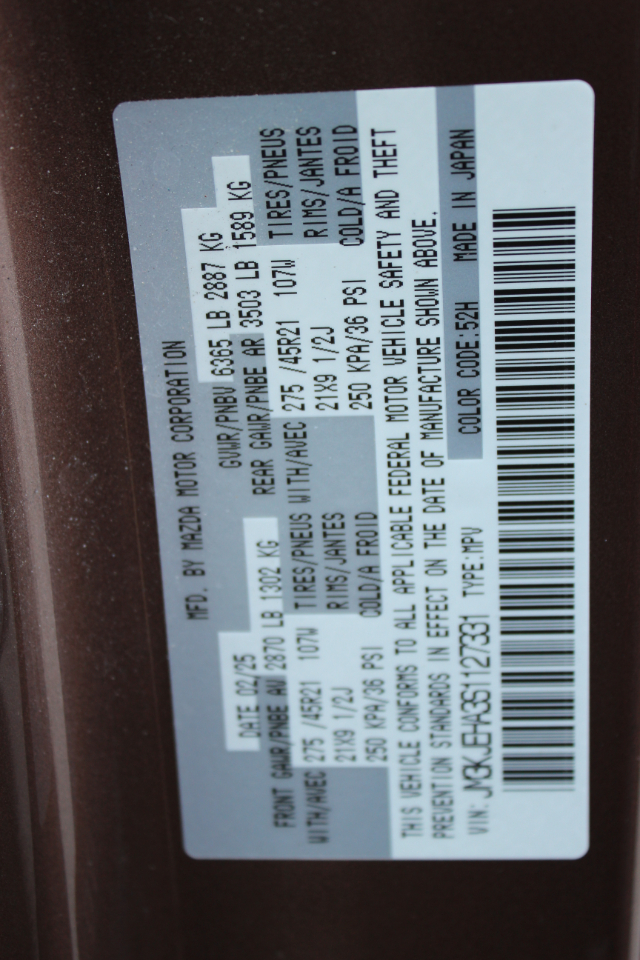 MFD. BY MAZDA MOTOR CORPORATION
DATE 02/25 GVWR/PNBV 6365 LB 2887 KG
FRONT GAWR/PNBE AV 2870 LB 1302 KG REAR GAWR/PNBE AR 3503 LB 1589 KG
WITH/AVEC 275 /45R21 107W TIRES/PNEUS WITH/AVEC 275 /45R21 107W TIRES/PNEUS
21X9 1/2J RIMS/JANTES 21X9 1/2J RIMS/JANTES
250 KPA/36 PSI COLD/A FROID 250 KPA/36 PSI COLD/A FROID
THIS VEHICLE CONFORMS TO ALL APPLICABLE FEDERAL MOTOR VEHICLE SAFETY AND THEFT
PREVENTION STANDARDS IN EFFECT ON THE DATE OF MANUFACTURE SHOWN ABOVE.
VIN: JM3KJEHA3S1127331 TYPE:MPV COLOR CODE:52H MADE IN JAPAN